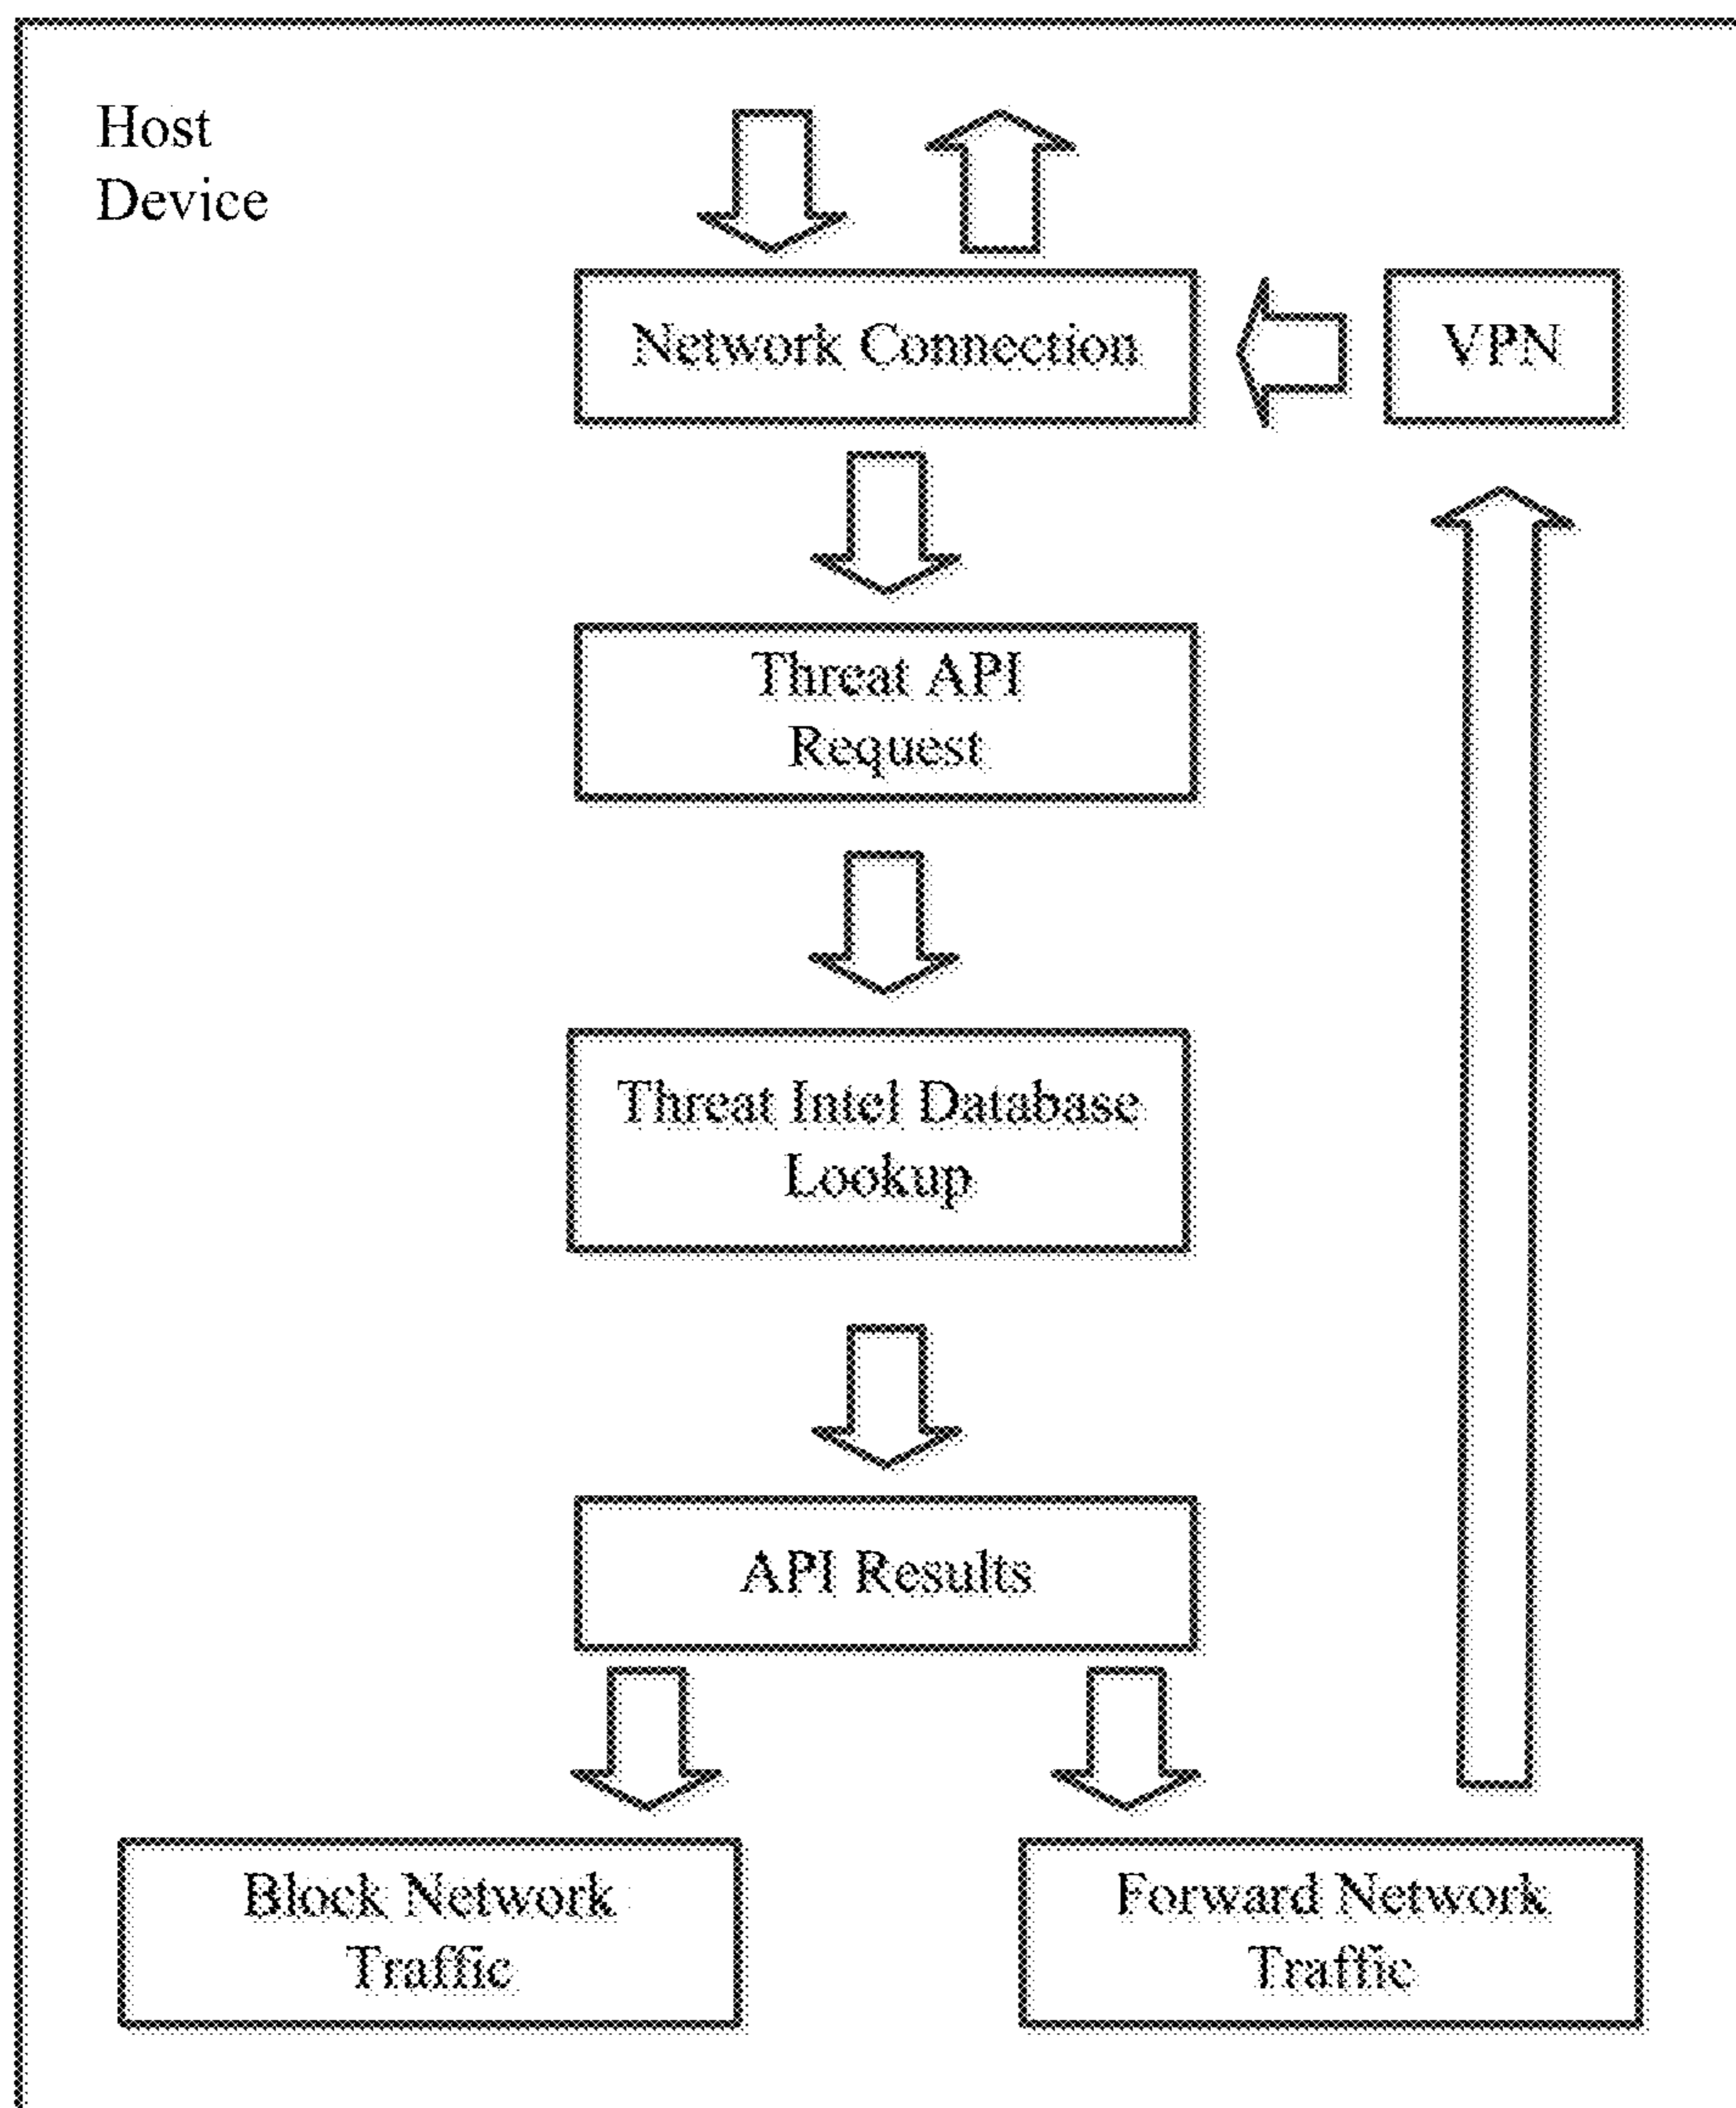 Host
Device
Network Connection
VPN
Threat API
Request
Threat Intel Database
Lookup
API Results
Block Network
Traffic
Forward Network
Traffic